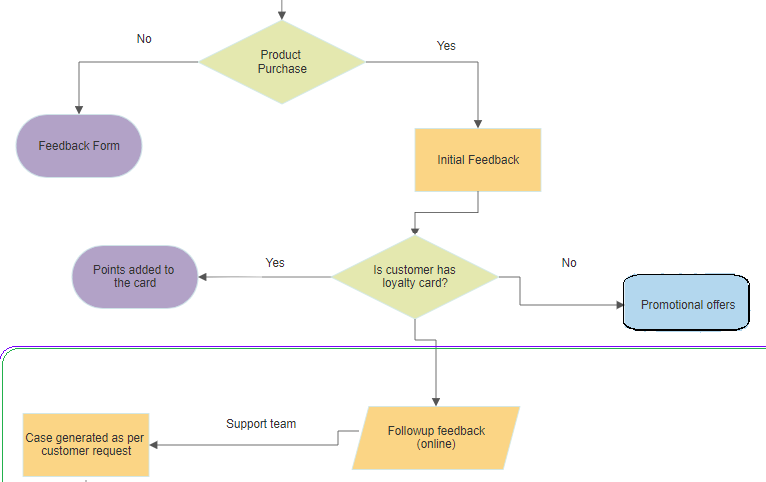 No
Product
Purchase
Yes
Feedback Form
Initial Feedback
Points added to
the card
Yes
Is customer has
loyalty card?
No
Promotional offers
Case generated as per
customer request
Support team
Followup feedback
(online)